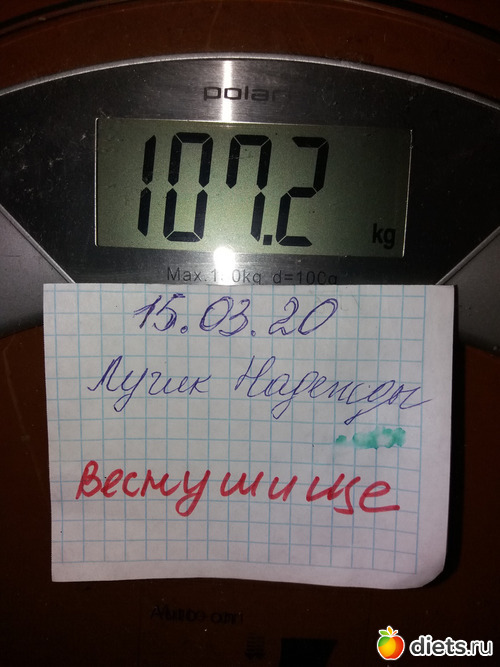 polar
107.2
kg
Max.1 0kg d=100g
15.03.20
Лучик Надежды
Веснушище
diets.ru